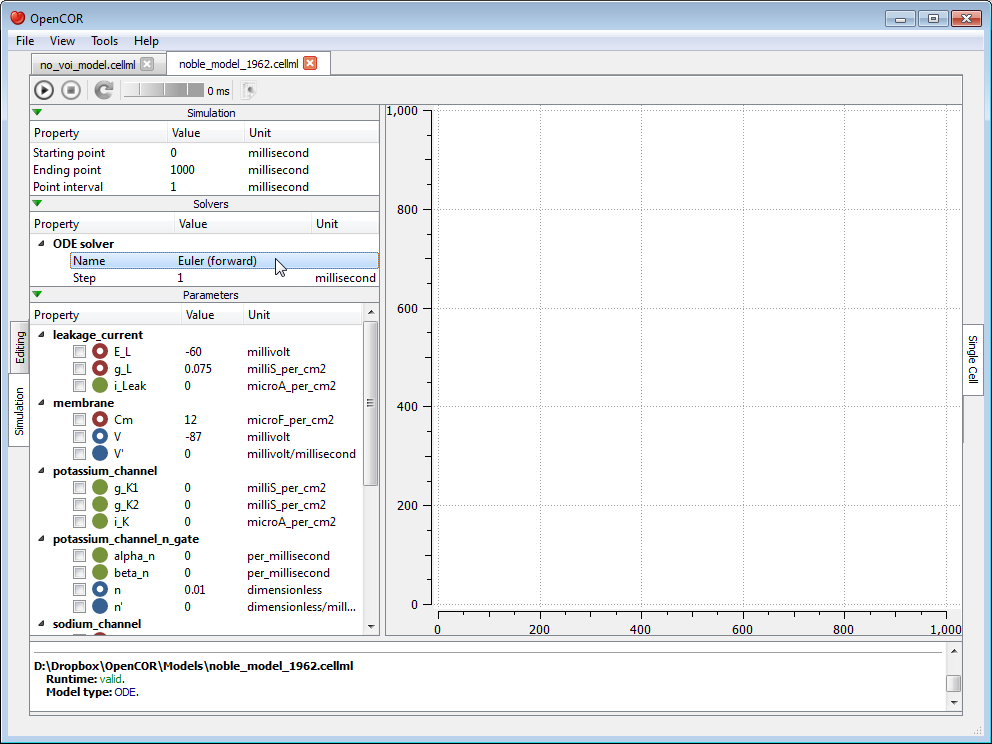 OpenCOR
File View Tools Help
no_voi_model.cellml noble_model_1962.cellml
0 ms
Simulation
Property Value Unit
Starting point 0 millisecond
Ending point 1000 millisecond
Point interval 1 millisecond
Solvers
Property Value Unit
ODE solver
Name Euler (forward)
Step 1 millisecond
Parameters
Property Value Unit
leakage_current
E_L -60 millivolt
g_L 0.075 milliS_per_cm2
i_Leak microA_per_cm2
membrane
Cm 12 microF_per_cm2
V -87 millivolt
V' 0 millivolt/millisecond
potassium_channel
g_K1 0 milliS_per_cm2
g_K2 0 milliS_per_cm2
i_K 0 microA_per_cm2
potassium_channel_n_gate
alpha_n 0 per_millisecond
beta_n 0 per_millisecond
n 0.01 dimensionless
n' 0 dimensionless/mill...
sodium_channel
Editing
Simulation
1,000
800
600
400
200
0
0 200 400 600 800 1,000
Single Cell
D:\Dropbox\OpenCOR\Models\noble_model_1962.cellml
Runtime: valid.
Model type: ODE.